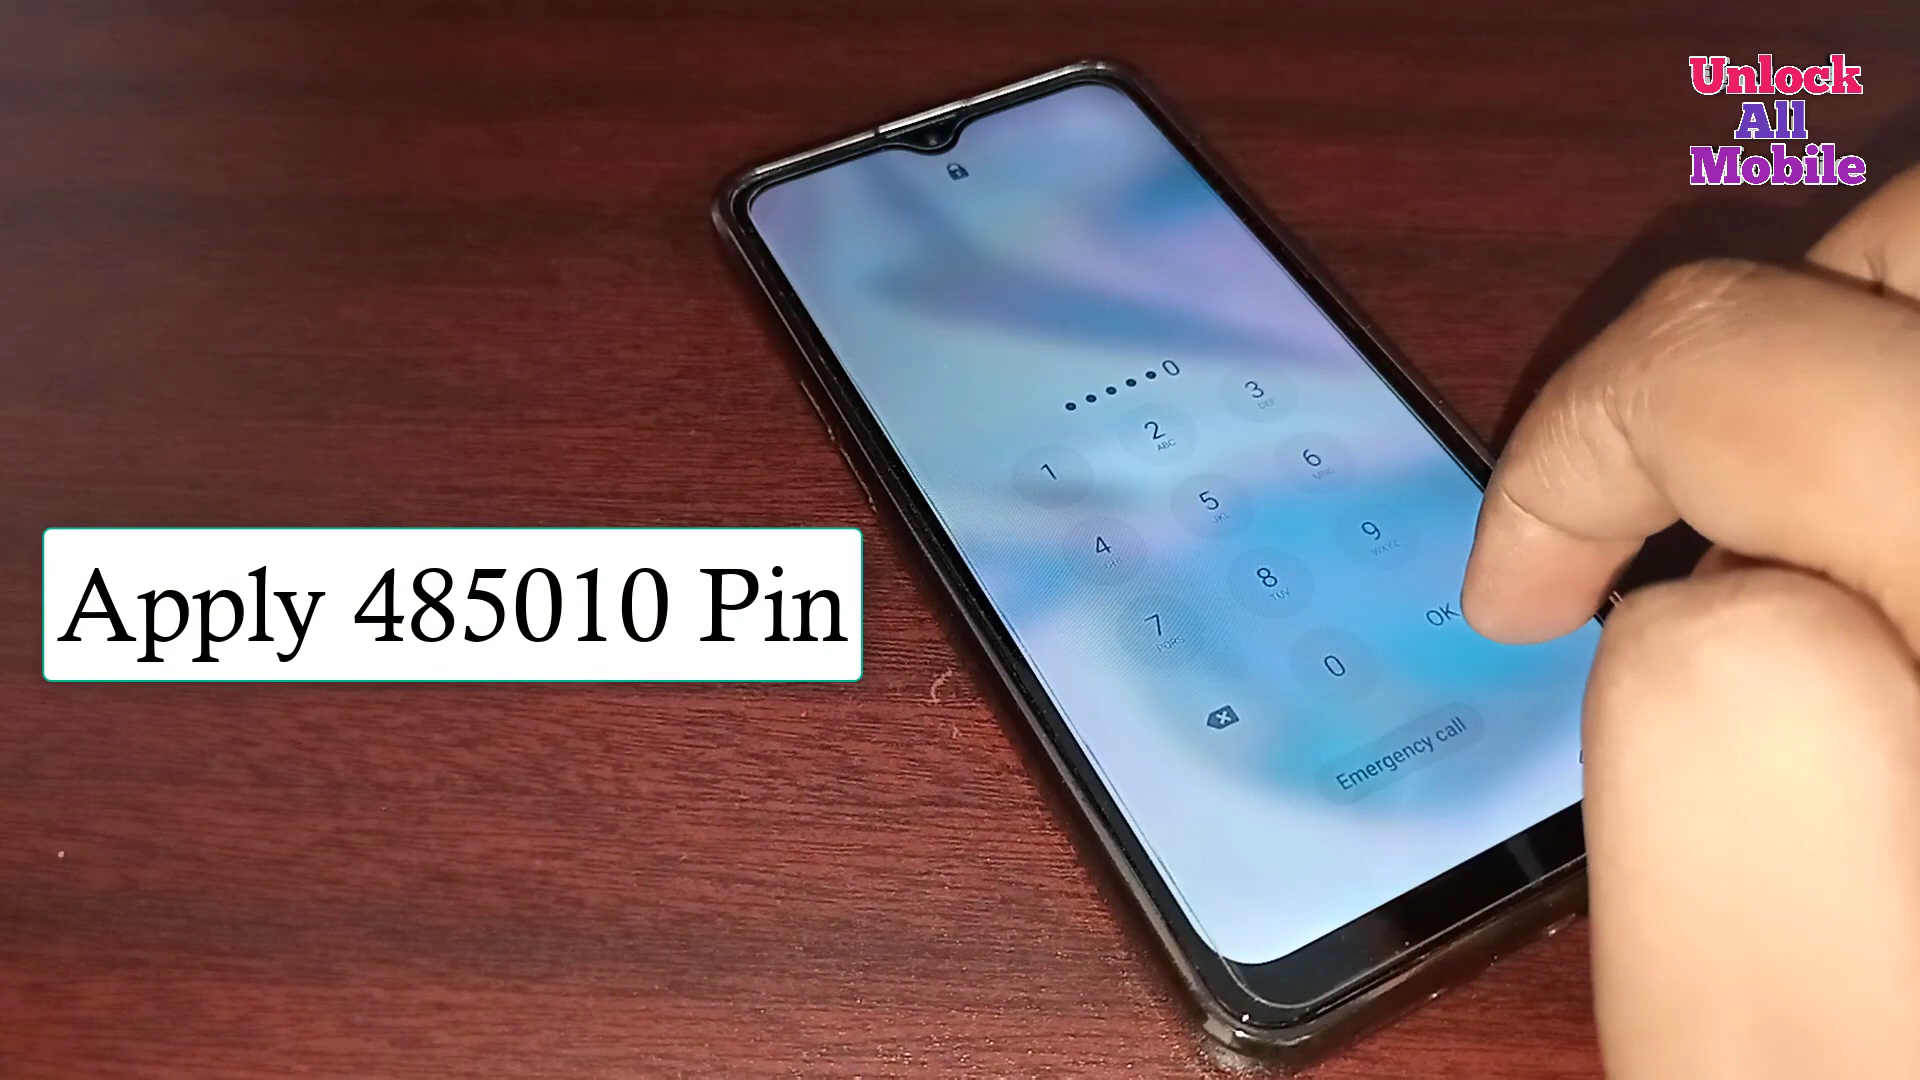 Unlock
All
Mobile
Apply 485010 Pin
•••••0
1
2 ABC
3 DEF
4 GHI
5 JKL
6 MNO
7 PQRS
8 TUV
9 WXYZ
OK
0
Emergency call